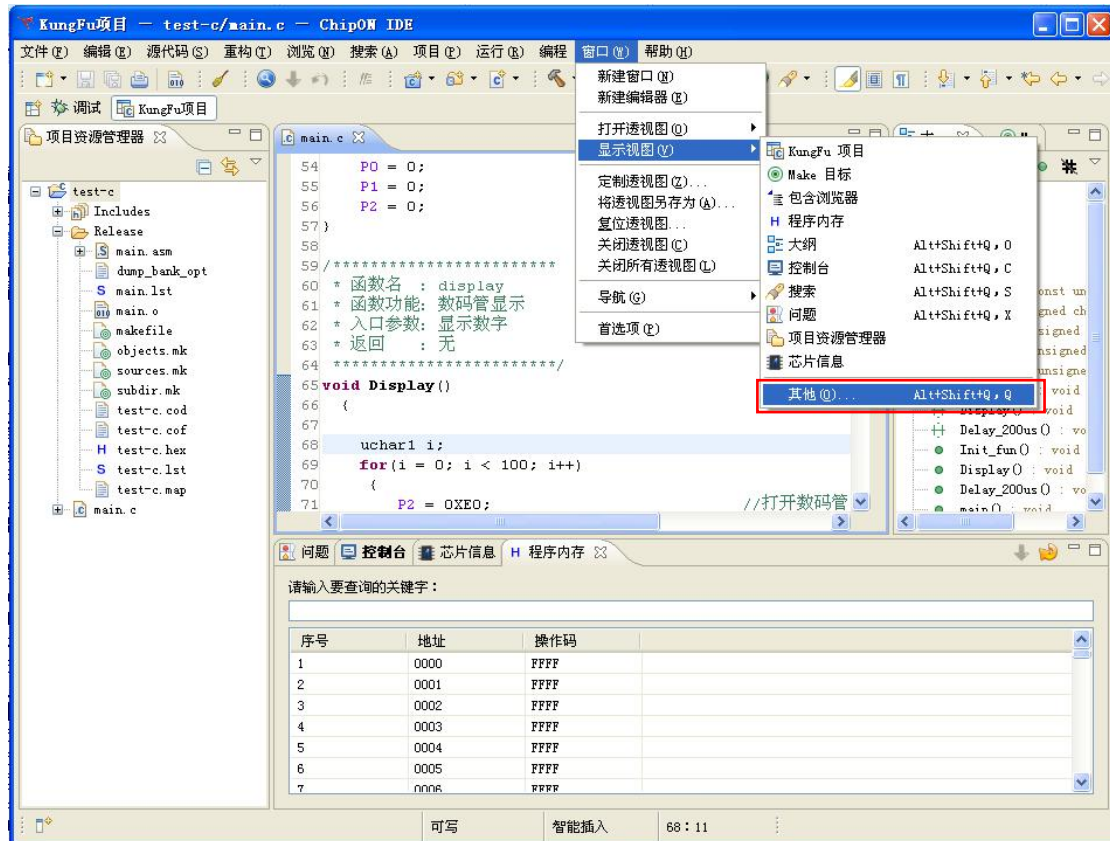 KungFu项目 — test-c/main.c — ChipON IDE
文件(F) 编辑(E) 源代码(S) 重构(T) 浏览(N) 搜索(A) 项目(P) 运行(R) 编程 窗口(W) 帮助(H)
调试 KungFu项目
新建窗口(N)
新建编辑器(E)
打开透视图(O)
显示视图(V)
定制透视图(Z)...
将透视图另存为(A)...
复位透视图...
关闭透视图(C)
关闭所有透视图(L)
导航(G)
首选项(P)
KungFu 项目
Make 目标
包含浏览器
程序内存
大纲 Alt+Shift+Q, O
控制台 Alt+Shift+Q, C
搜索 Alt+Shift+Q, S
问题 Alt+Shift+Q, X
项目资源管理器
芯片信息
其他(O)... Alt+Shift+Q, Q
项目资源管理器
test-c
Includes
Release
main.asm
dump_bank_opt
main.lst
main.o
makefile
objects.mk
sources.mk
subdir.mk
test-c.cod
test-c.cof
test-c.hex
test-c.lst
test-c.map
main.c
main.c
54 P0 = 0;
55 P1 = 0;
56 P2 = 0;
57 }
58
59 /************************
60 * 函数名 : display
61 * 函数功能: 数码管显示
62 * 入口参数: 显示数字
63 * 返回 : 无
64 *************************/
65 void Display()
66 {
67
68 uchar1 i;
69 for(i = 0; i < 100; i++)
70 {
71 P2 = 0XE0; //打开数码管
onst un
gned ch
signed
nsigned
unsigne
: void
Display() : void
Delay_200us() : vo
Init_fun() : void
Display() : void
Delay_200us() : vo
main() : void
问题 控制台 芯片信息 程序内存
请输入要查询的关键字：
序号 地址 操作码
1 0000 FFFF
2 0001 FFFF
3 0002 FFFF
4 0003 FFFF
5 0004 FFFF
6 0005 FFFF
7 0006 FFFF
可写 智能插入 68：11